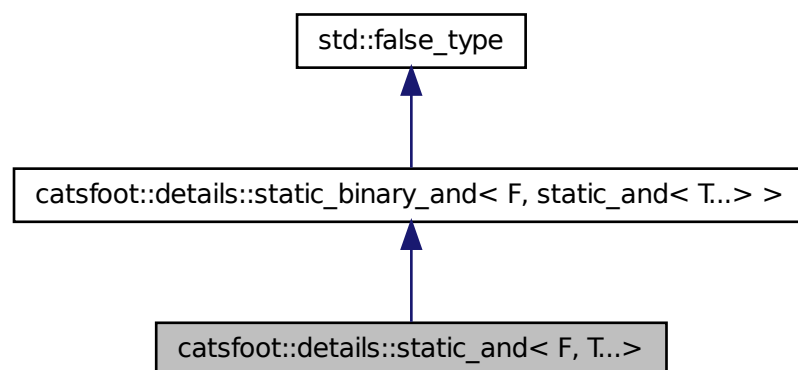 std::false_type
catsfoot::details::static_binary_and< F, static_and< T...> >
catsfoot::details::static_and< F, T...>